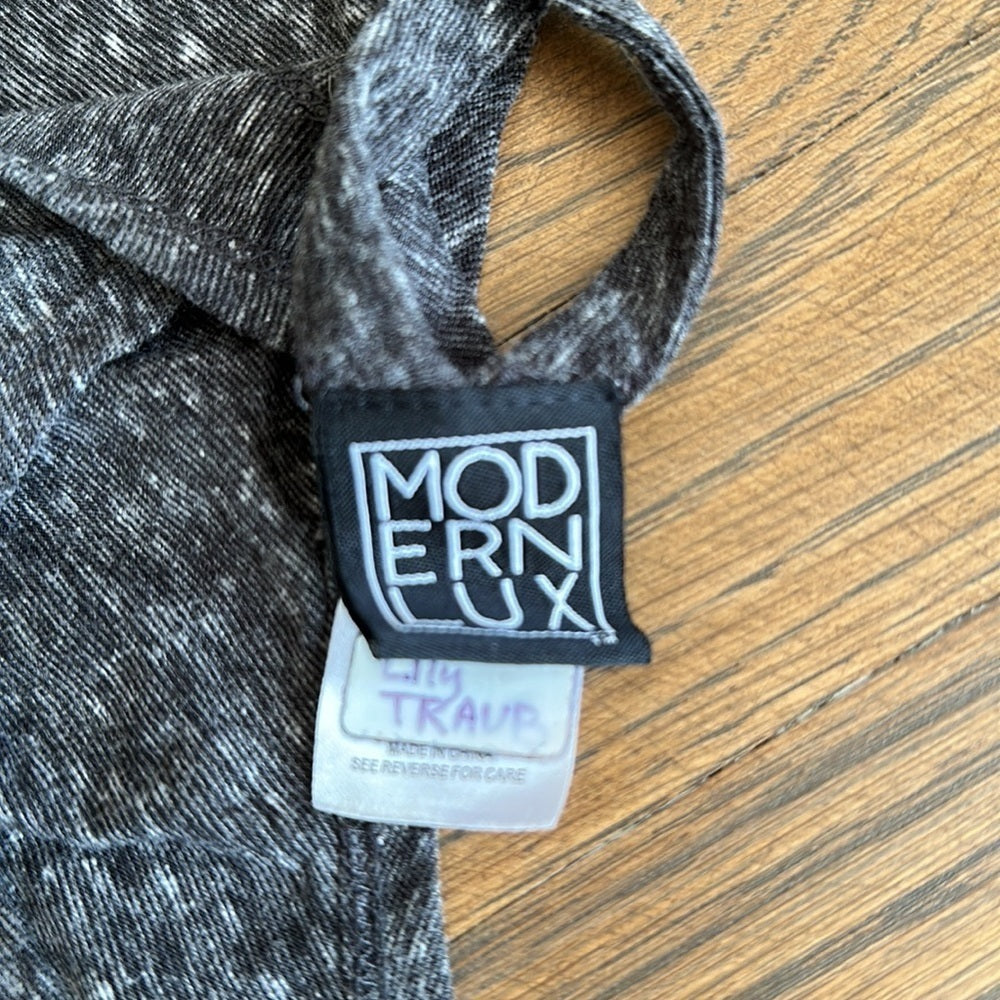 MOD
ERN
LUX
Lily
TRAUB
MADE IN CHINA
SEE REVERSE FOR CARE